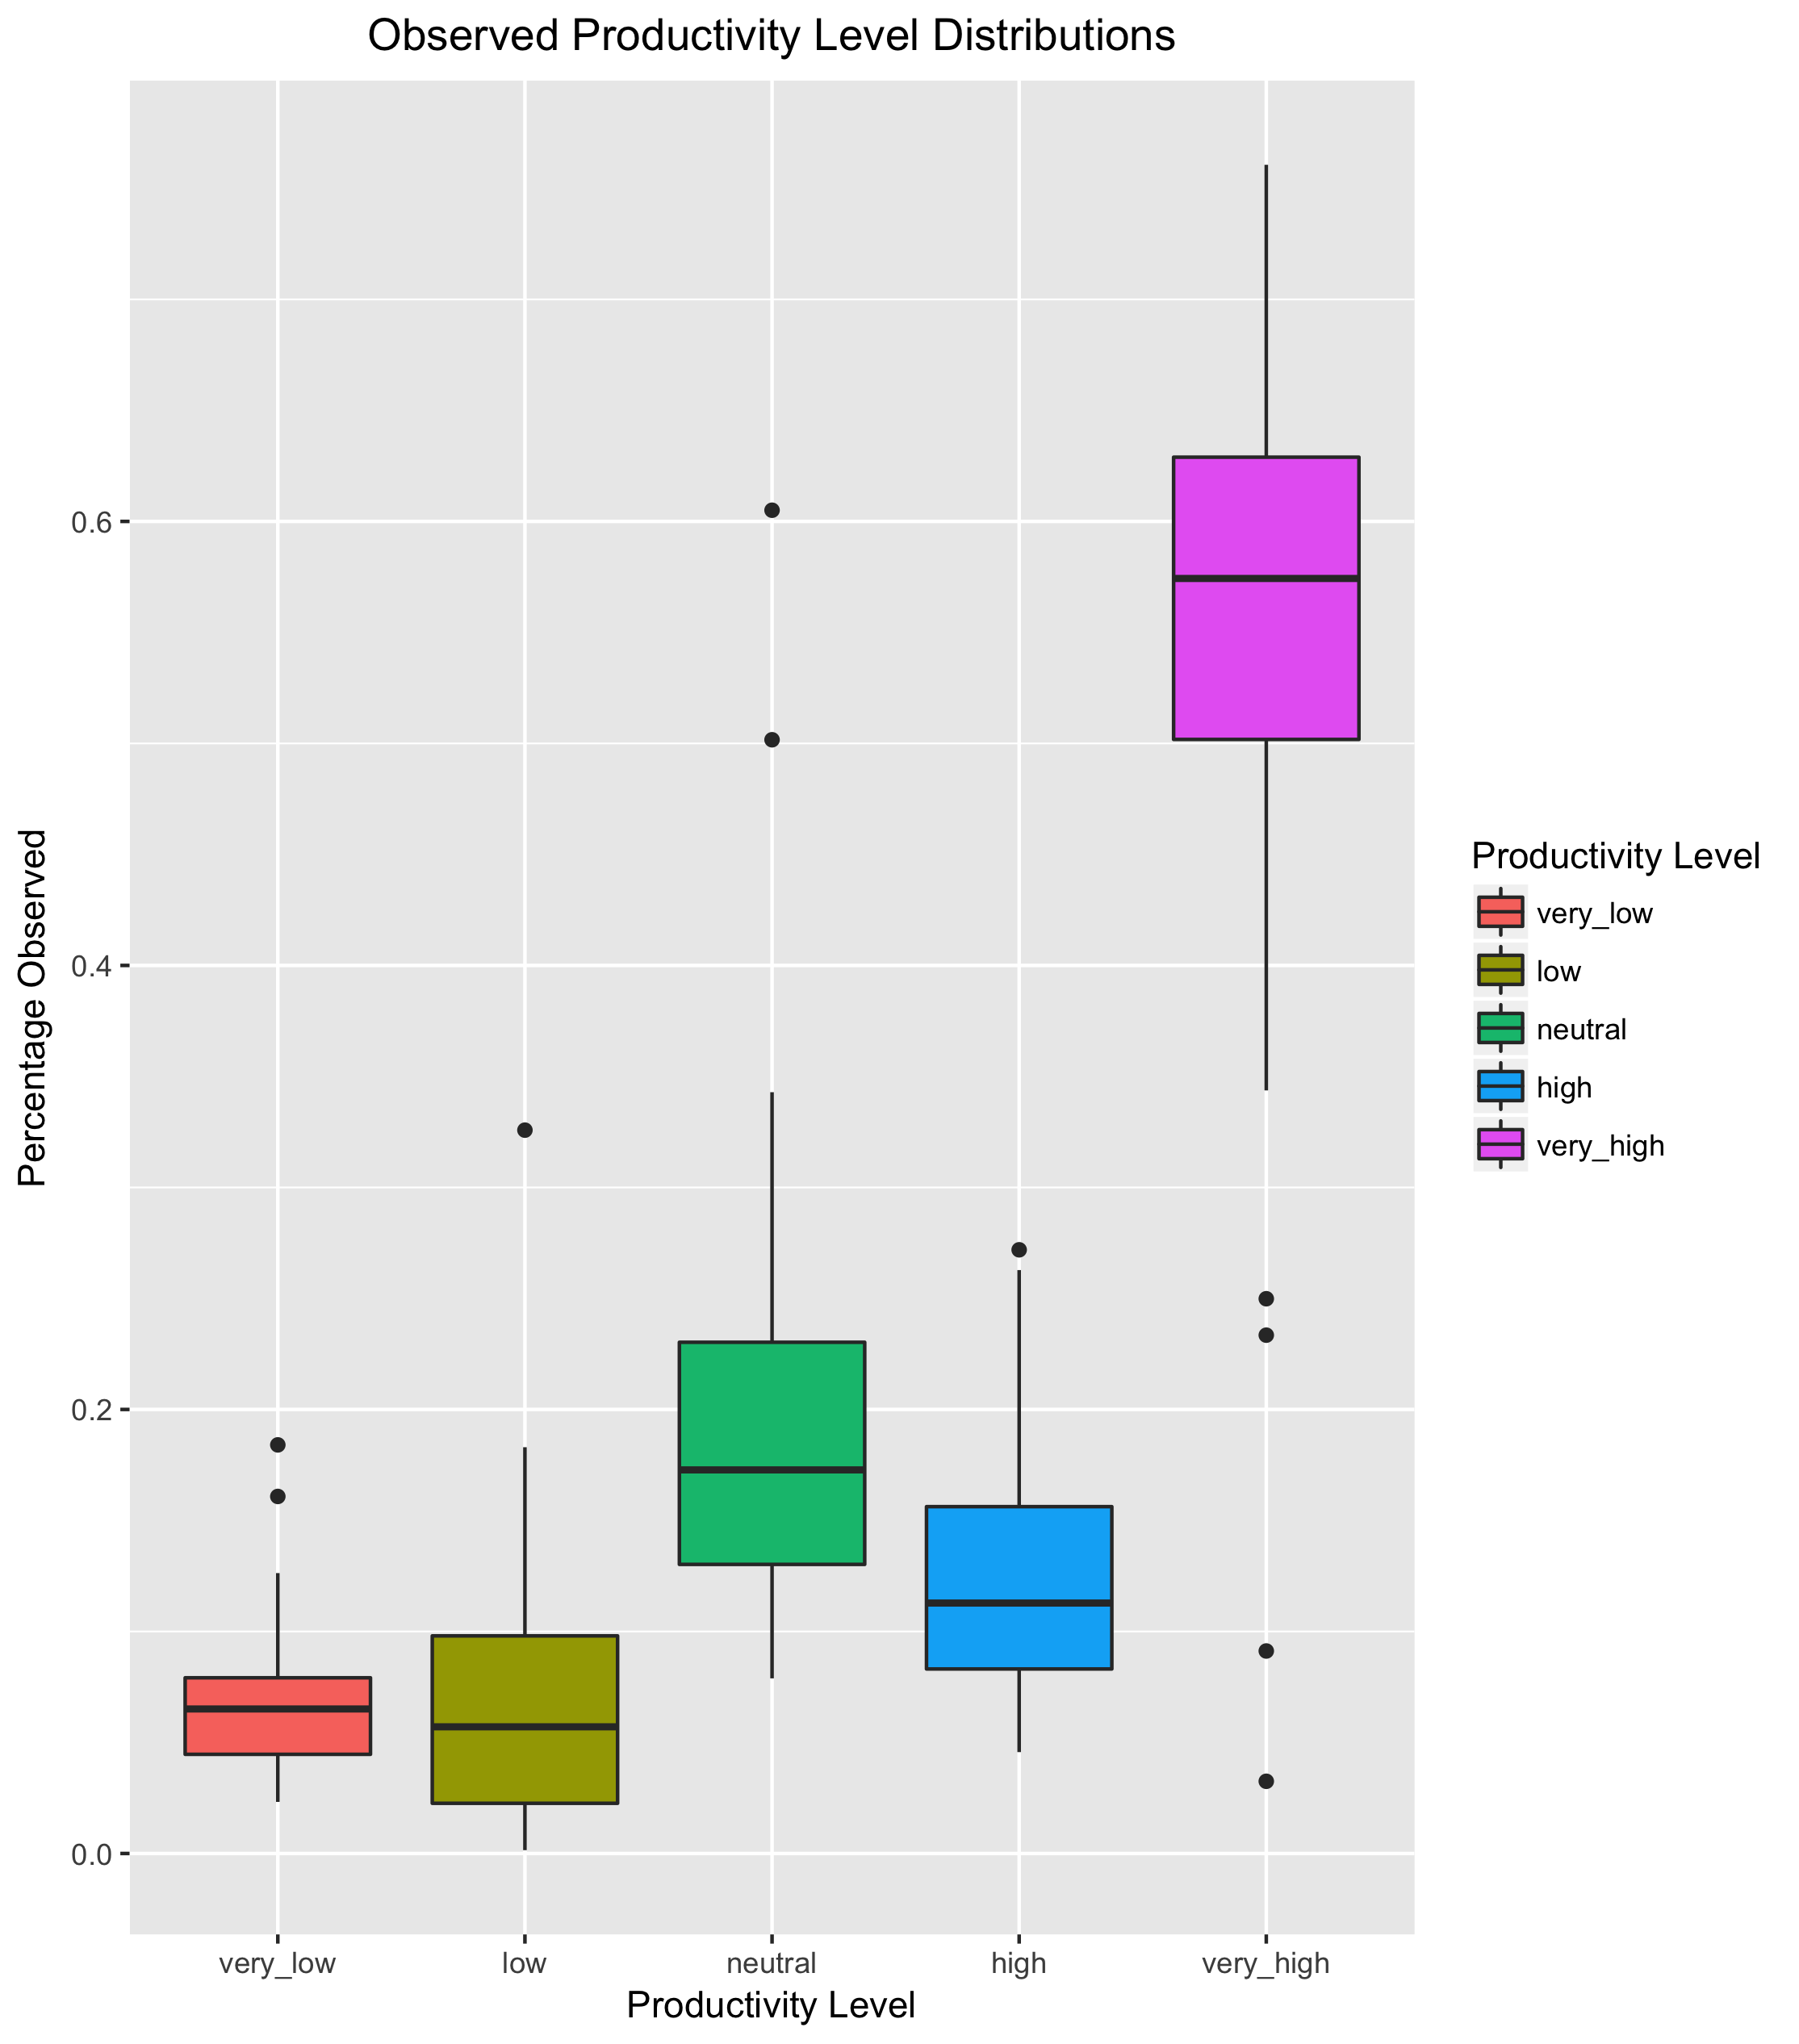 Observed Productivity Level Distributions
Percentage Observed
0.6
0.4
0.2
0.0
very_low low neutral high very_high
Productivity Level
Productivity Level
very_low
low
neutral
high
very_high